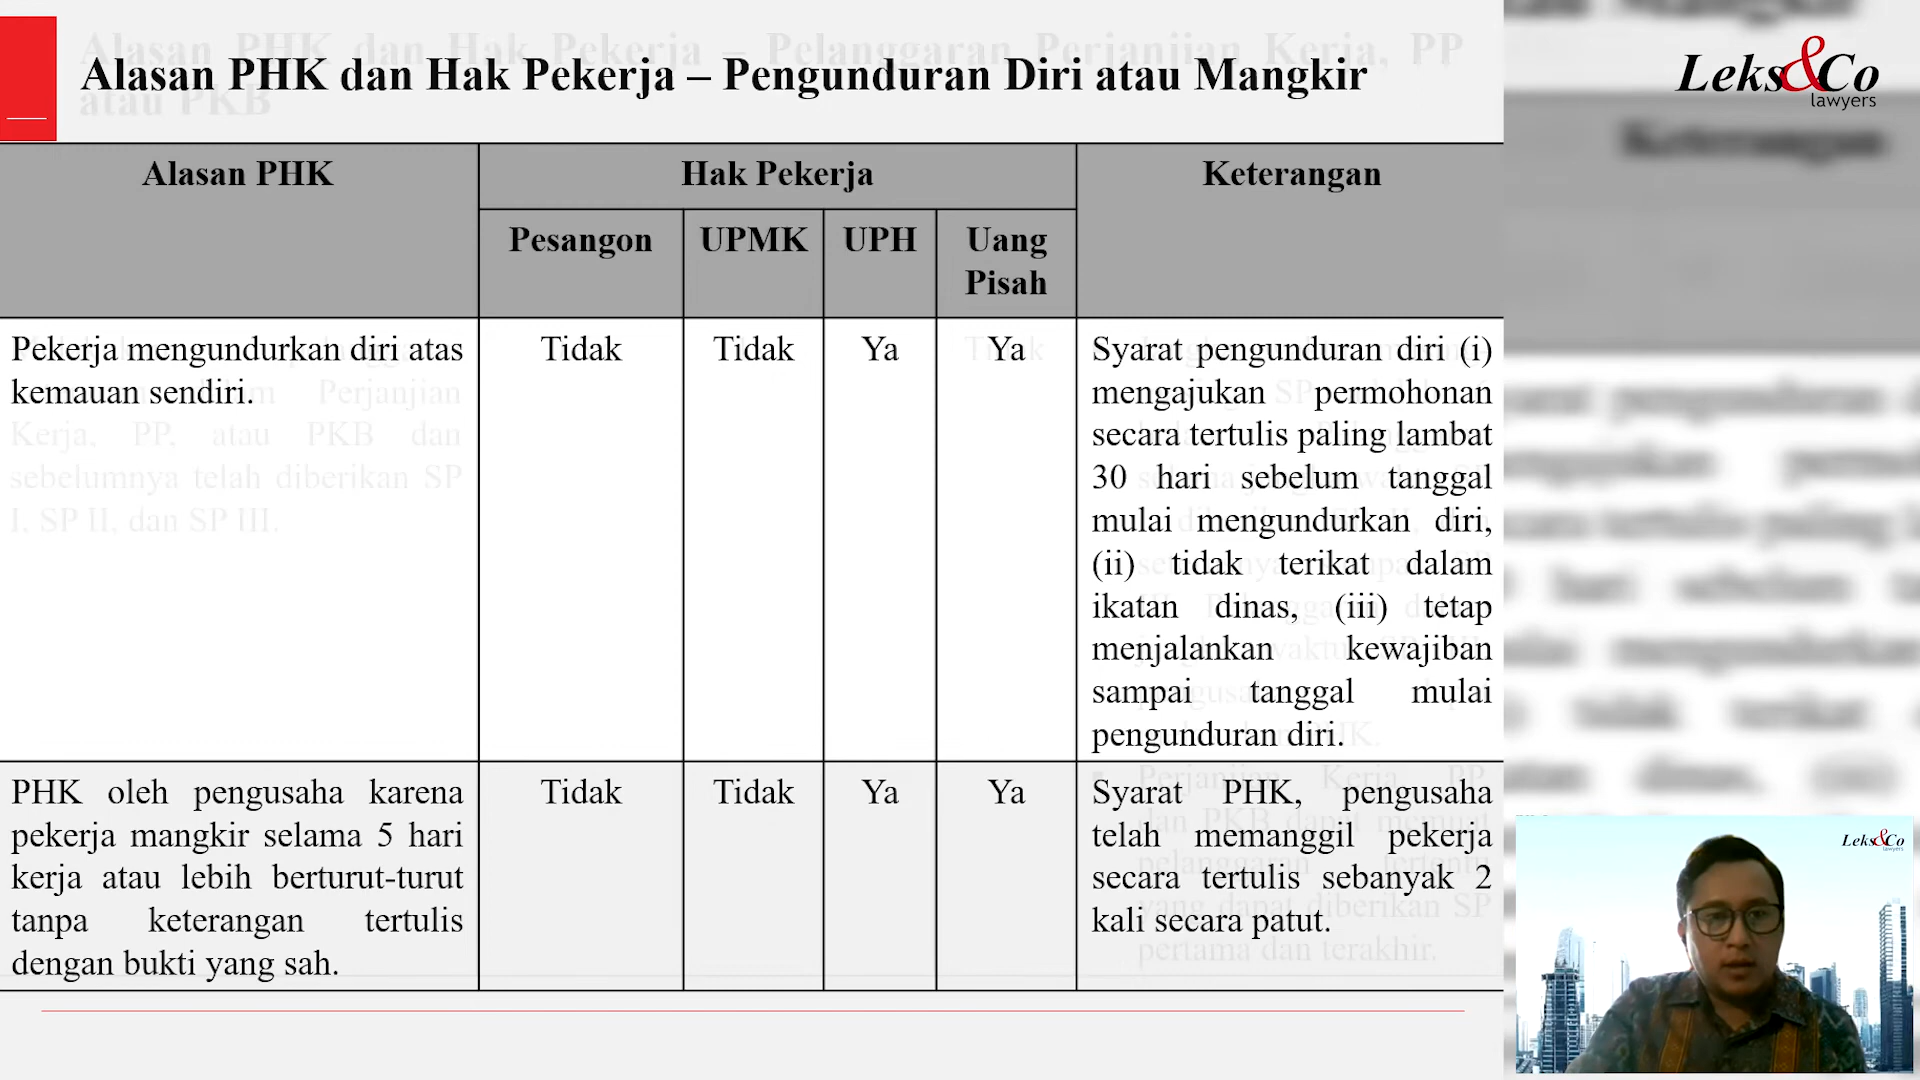 Alasan PHK dan Hak Pekerja – Pengunduran Diri atau Mangkir
Leks&Co
lawyers
Alasan PHK
Hak Pekerja
Keterangan
Pesangon
UPMK
UPH
Uang
Pisah
Pekerja mengundurkan diri atas
kemauan sendiri.
Tidak
Tidak
Ya
Ya
Syarat pengunduran diri (i)
mengajukan permohonan
secara tertulis paling lambat
30 hari sebelum tanggal
mulai mengundurkan diri,
(ii) tidak terikat dalam
ikatan dinas, (iii) tetap
menjalankan kewajiban
sampai tanggal mulai
pengunduran diri.
PHK oleh pengusaha karena
pekerja mangkir selama 5 hari
kerja atau lebih berturut-turut
tanpa keterangan tertulis
dengan bukti yang sah.
Tidak
Tidak
Ya
Ya
Syarat PHK, pengusaha
telah memanggil pekerja
secara tertulis sebanyak 2
kali secara patut.
Leks&Co
lawyers